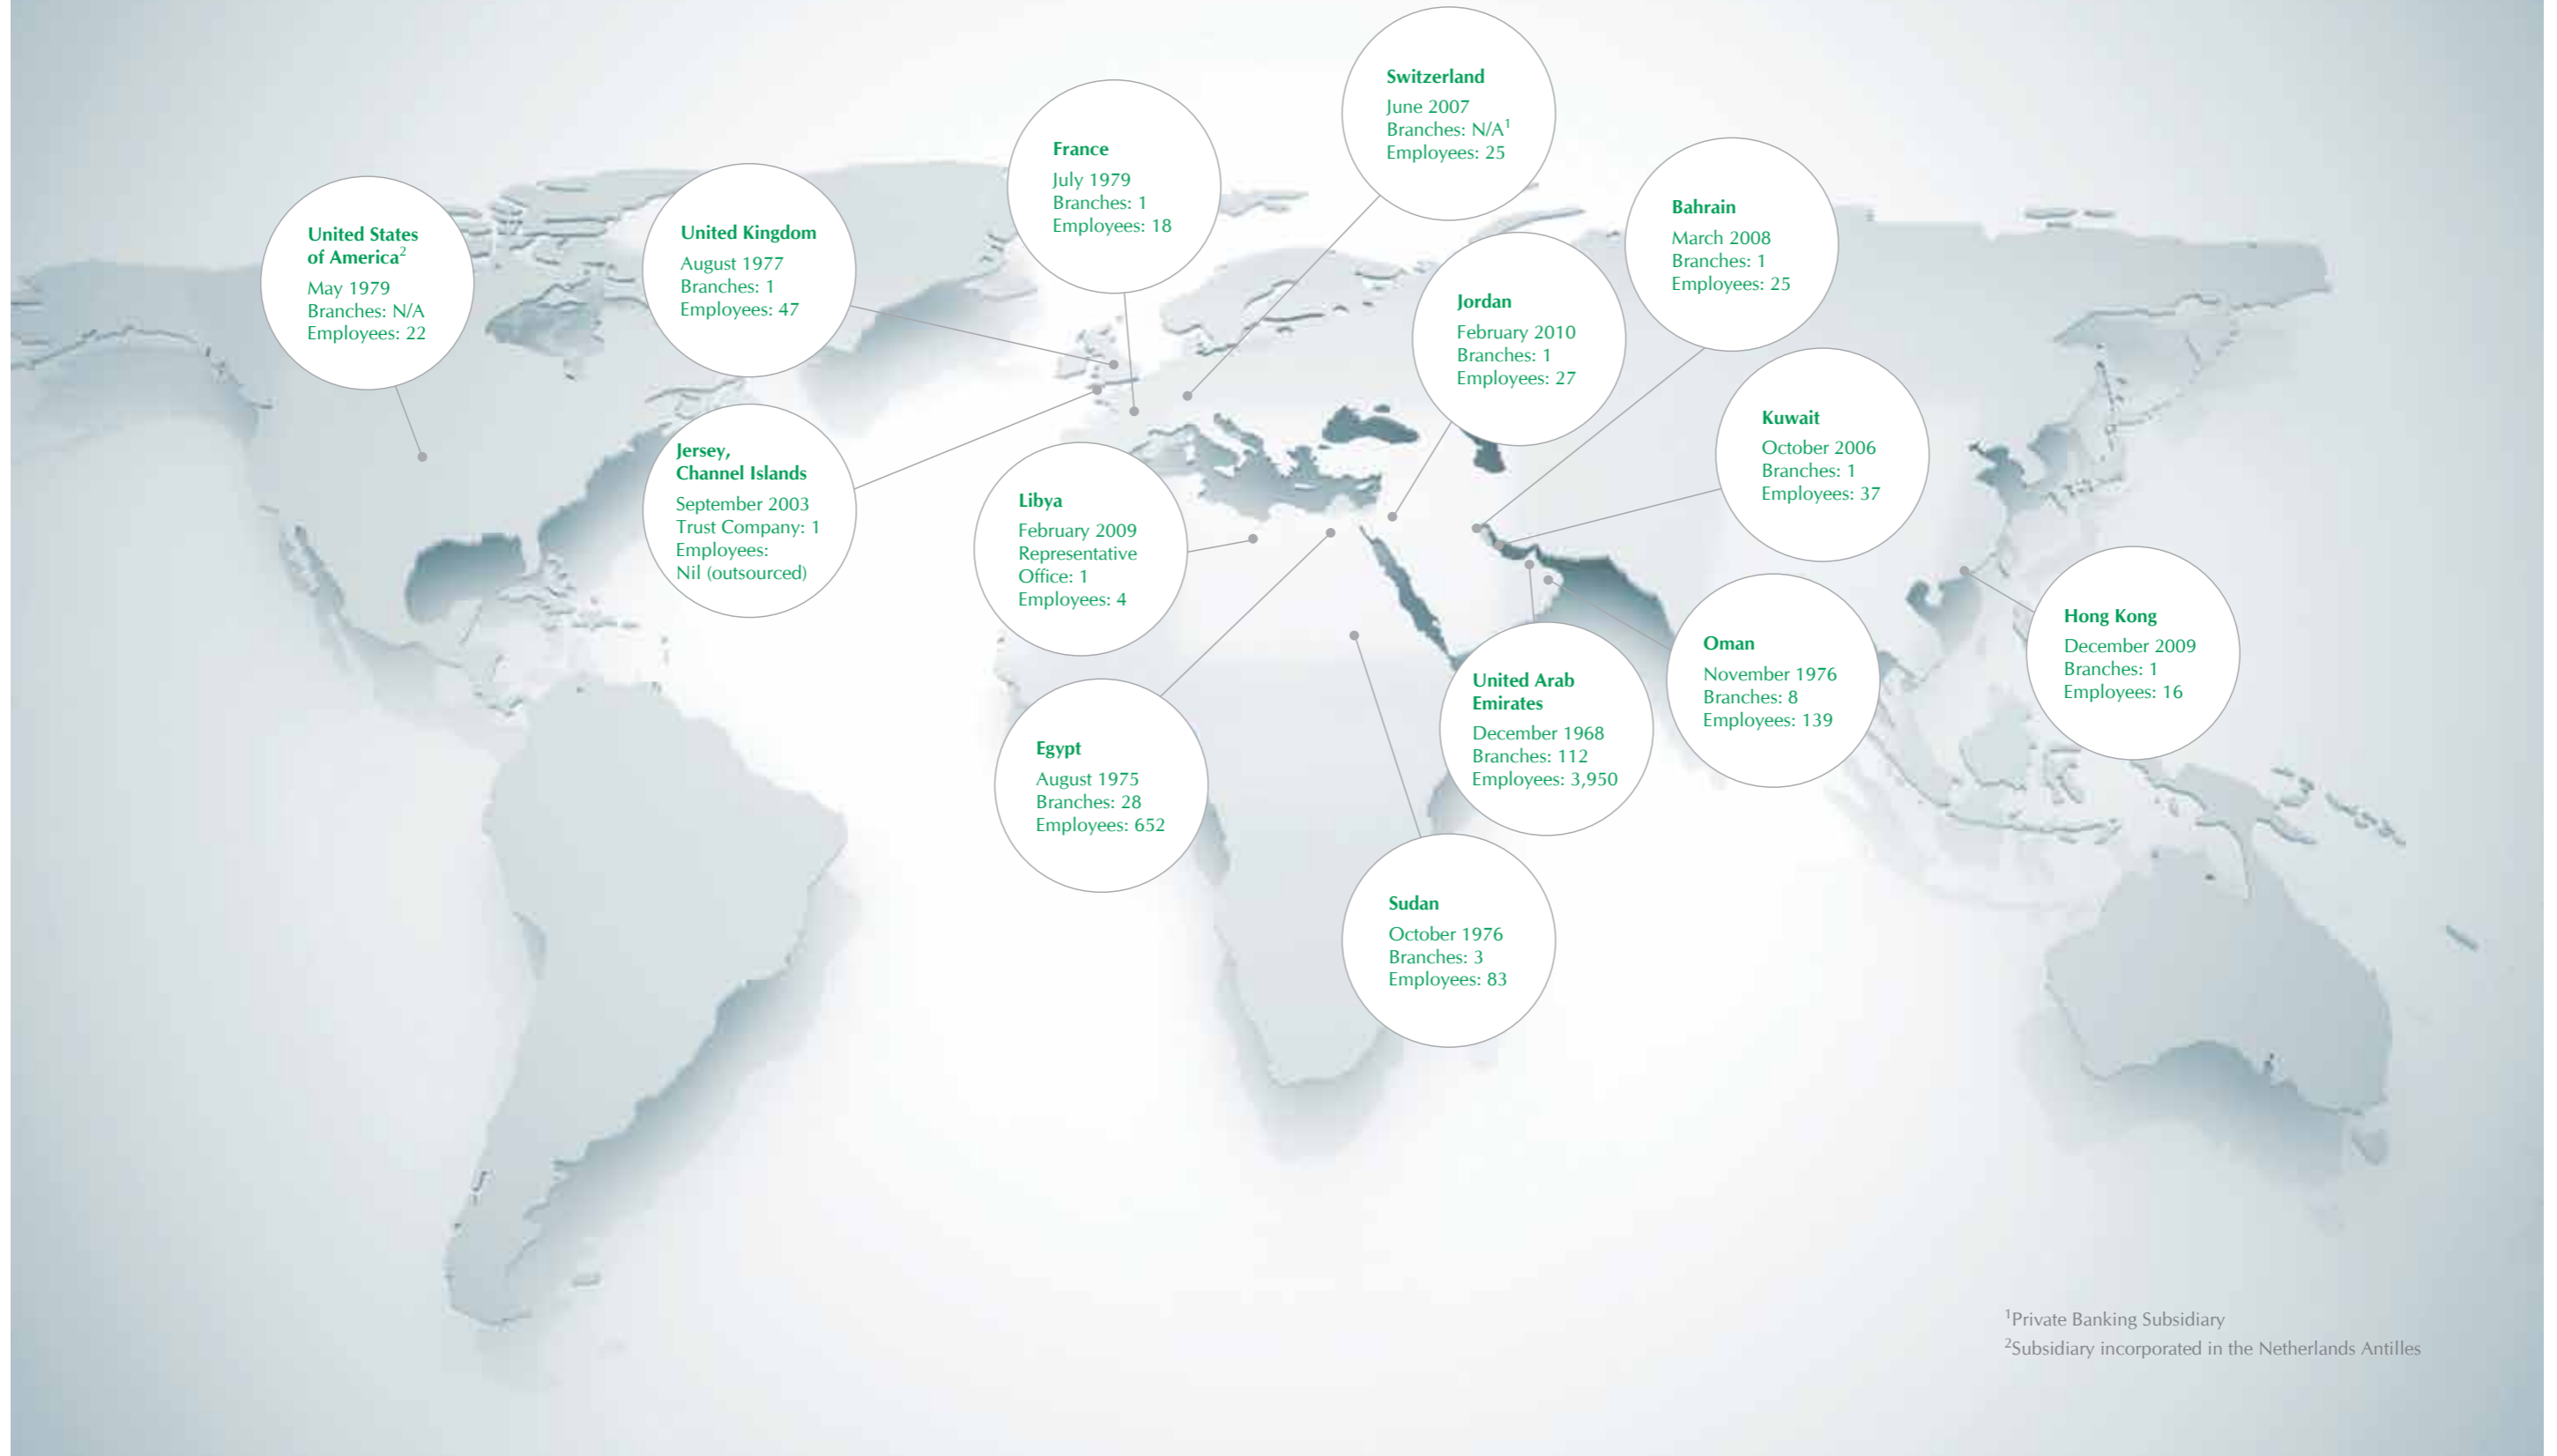 United States
of America2
May 1979
Branches: N/A
Employees: 22
United Kingdom
August 1977
Branches: 1
Employees: 47
Jersey,
Channel Islands
September 2003
Trust Company: 1
Employees:
Nil (outsourced)
France
July 1979
Branches: 1
Employees: 18
Switzerland
June 2007
Branches: N/A1
Employees: 25
Jordan
February 2010
Branches: 1
Employees: 27
Bahrain
March 2008
Branches: 1
Employees: 25
Kuwait
October 2006
Branches: 1
Employees: 37
Libya
February 2009
Representative
Office: 1
Employees: 4
Egypt
August 1975
Branches: 28
Employees: 652
United Arab
Emirates
December 1968
Branches: 112
Employees: 3,950
Oman
November 1976
Branches: 8
Employees: 139
Hong Kong
December 2009
Branches: 1
Employees: 16
Sudan
October 1976
Branches: 3
Employees: 83
1Private Banking Subsidiary
2Subsidiary incorporated in the Netherlands Antilles